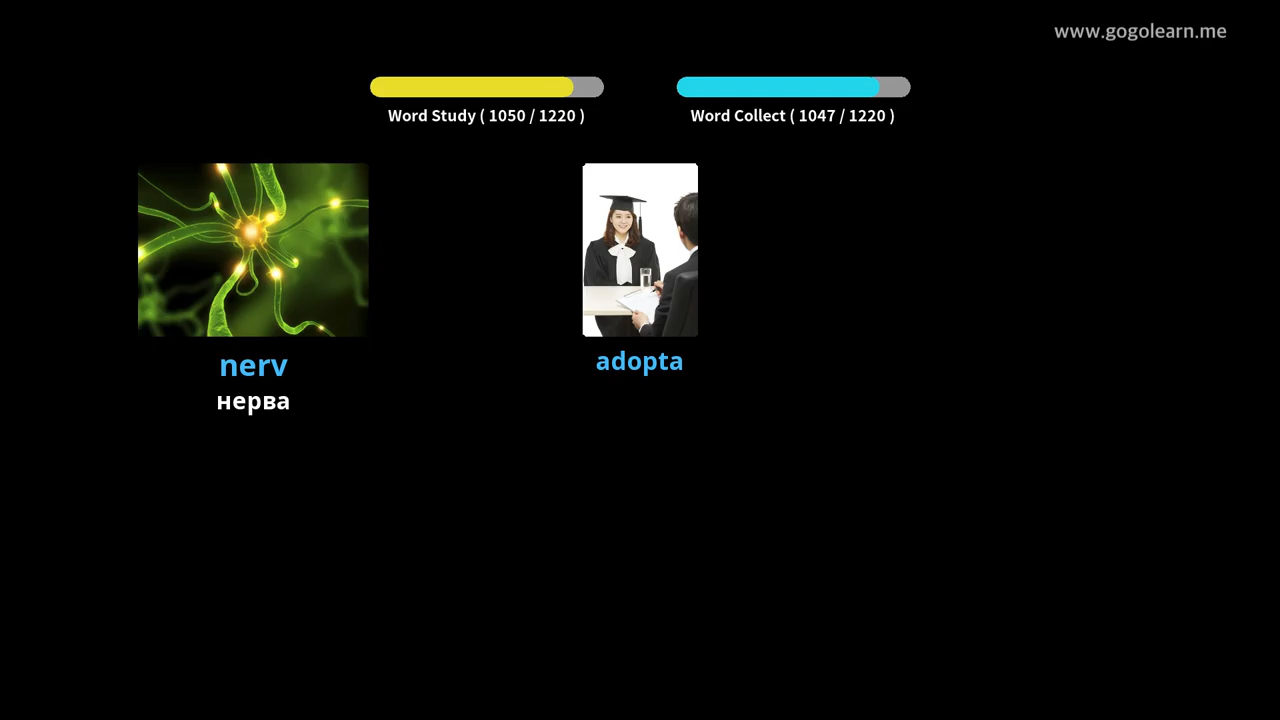 www.gogolearn.me
Word Study ( 1050 / 1220 )
Word Collect ( 1047 / 1220 )
nerv
нерва
adopta